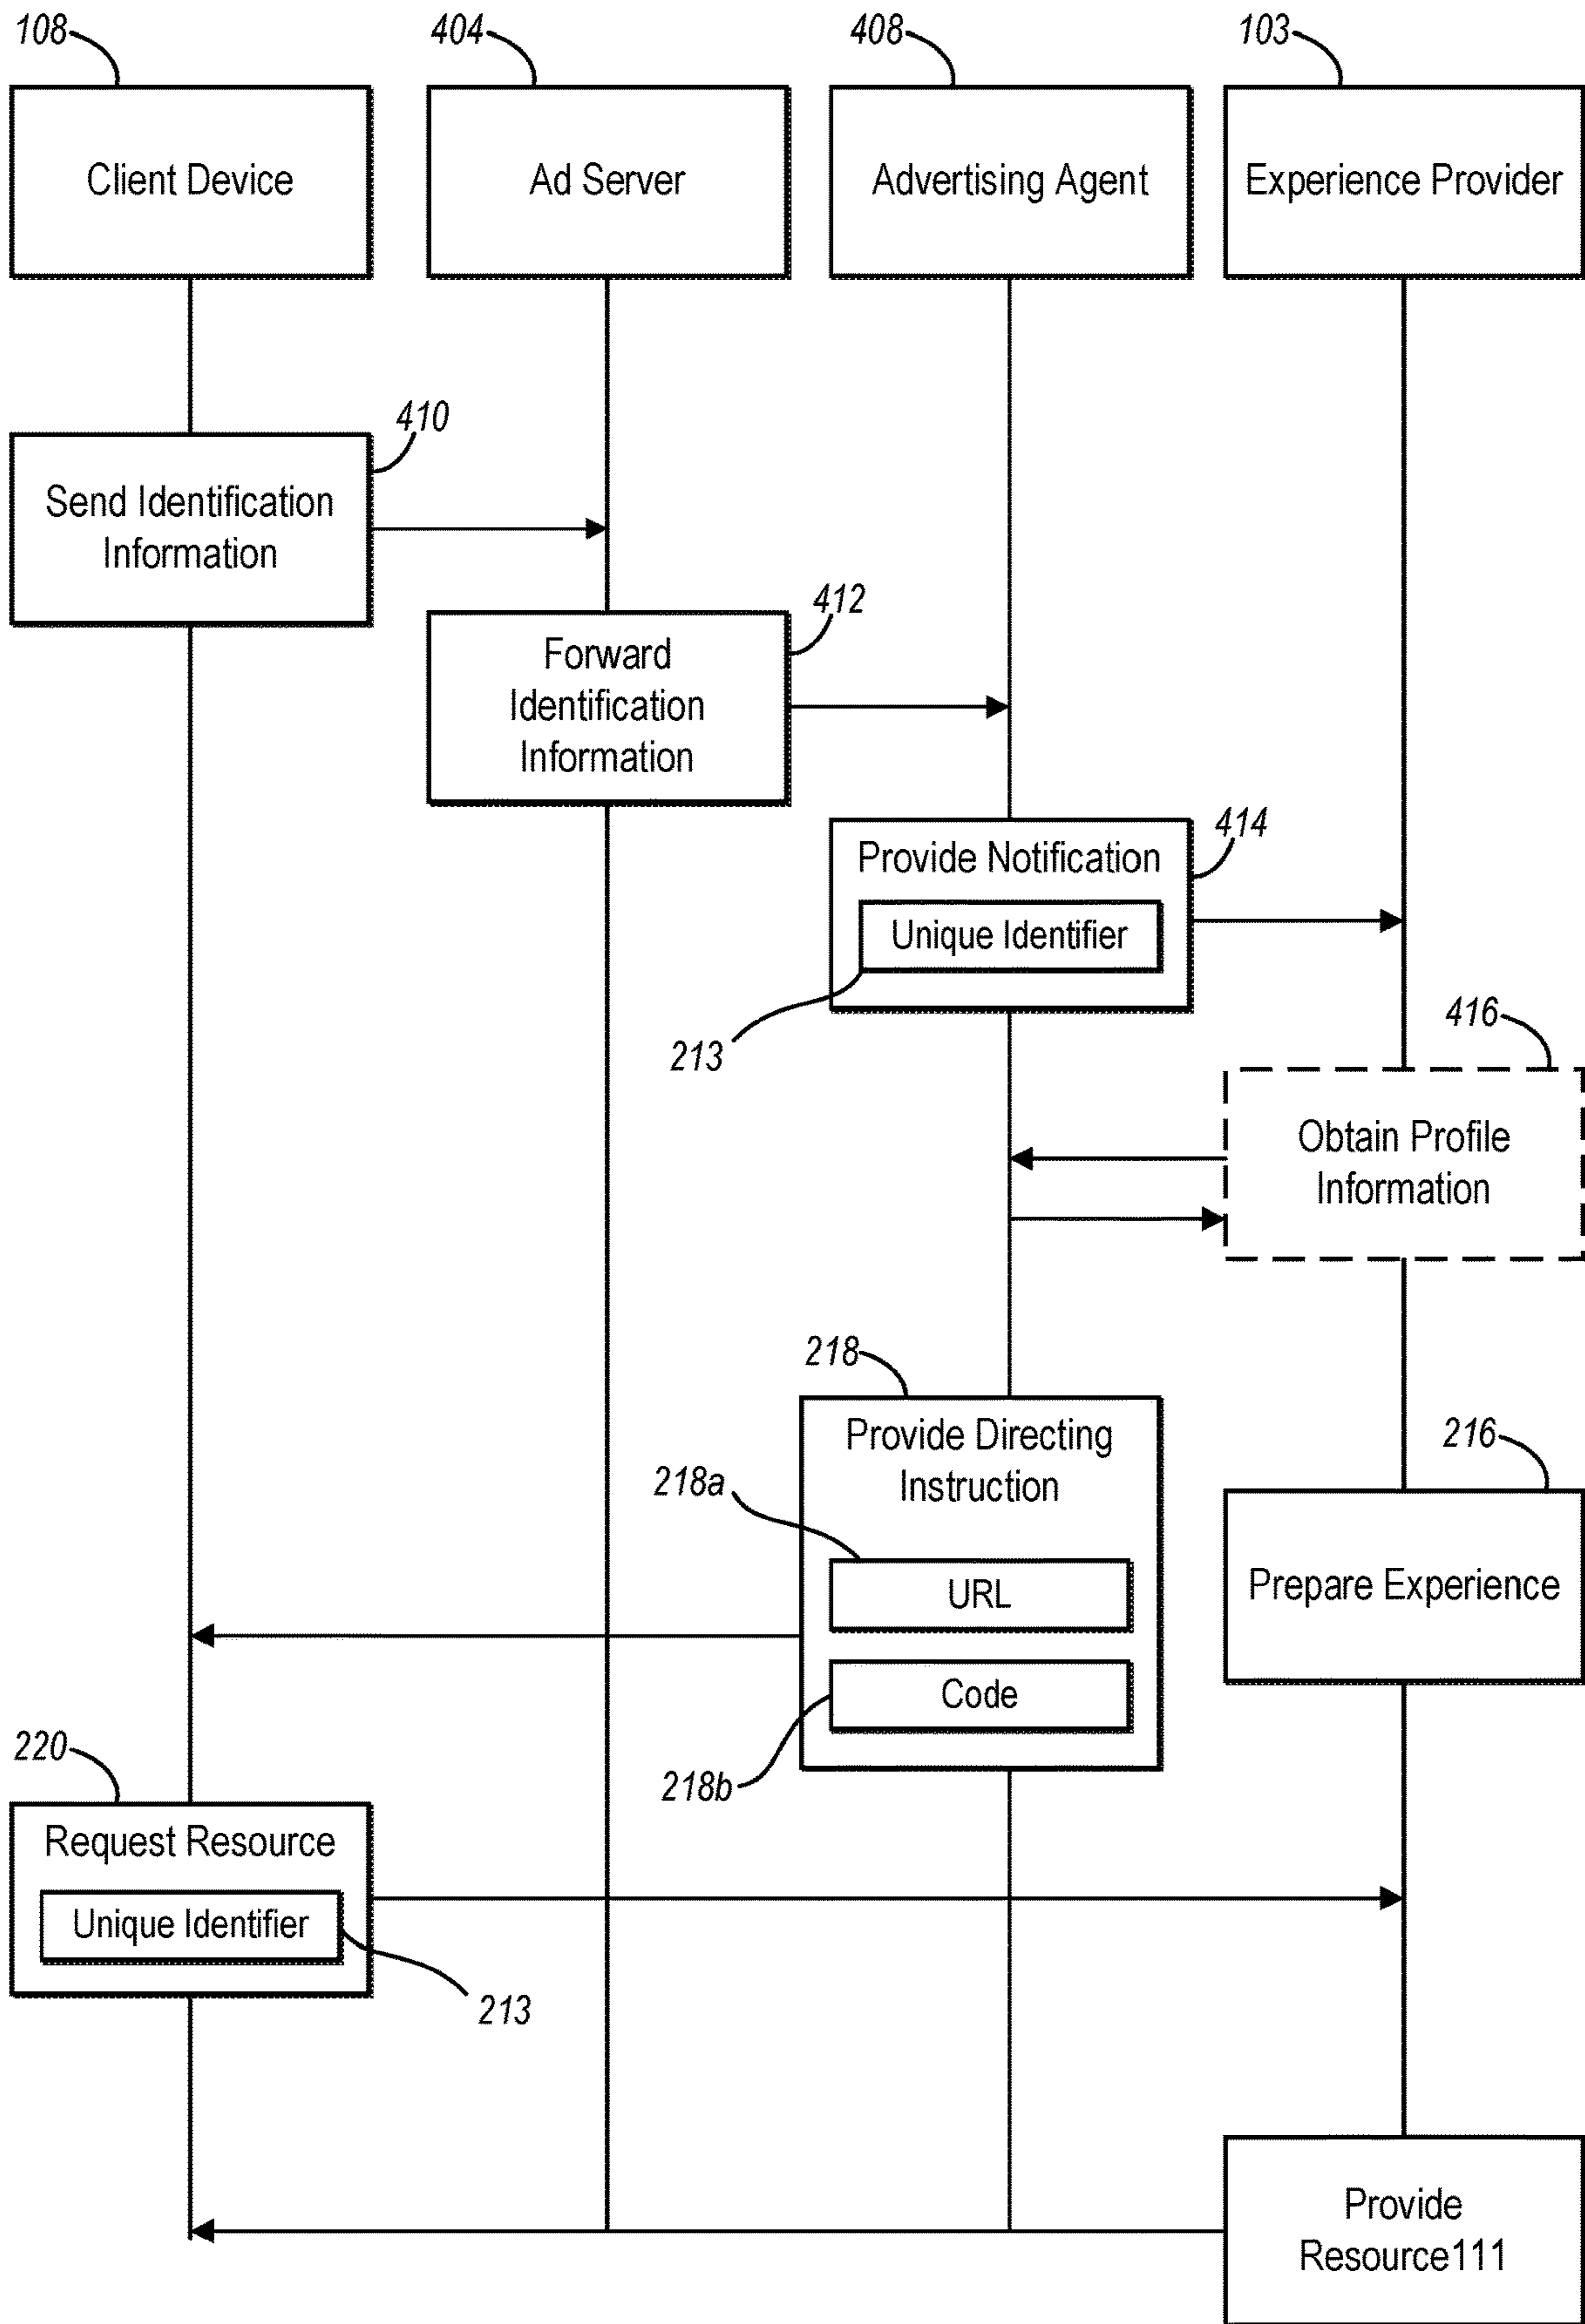 108
404
408
103
Client Device
Ad Server
Advertising Agent
Experience Provider
410
Send Identification
Information
412
Forward
Identification
Information
414
Provide Notification
Unique Identifier
213
416
Obtain Profile
Information
218
Provide Directing
Instruction
218a
URL
Code
218b
216
Prepare Experience
220
Request Resource
Unique Identifier
213
Provide
Resource111